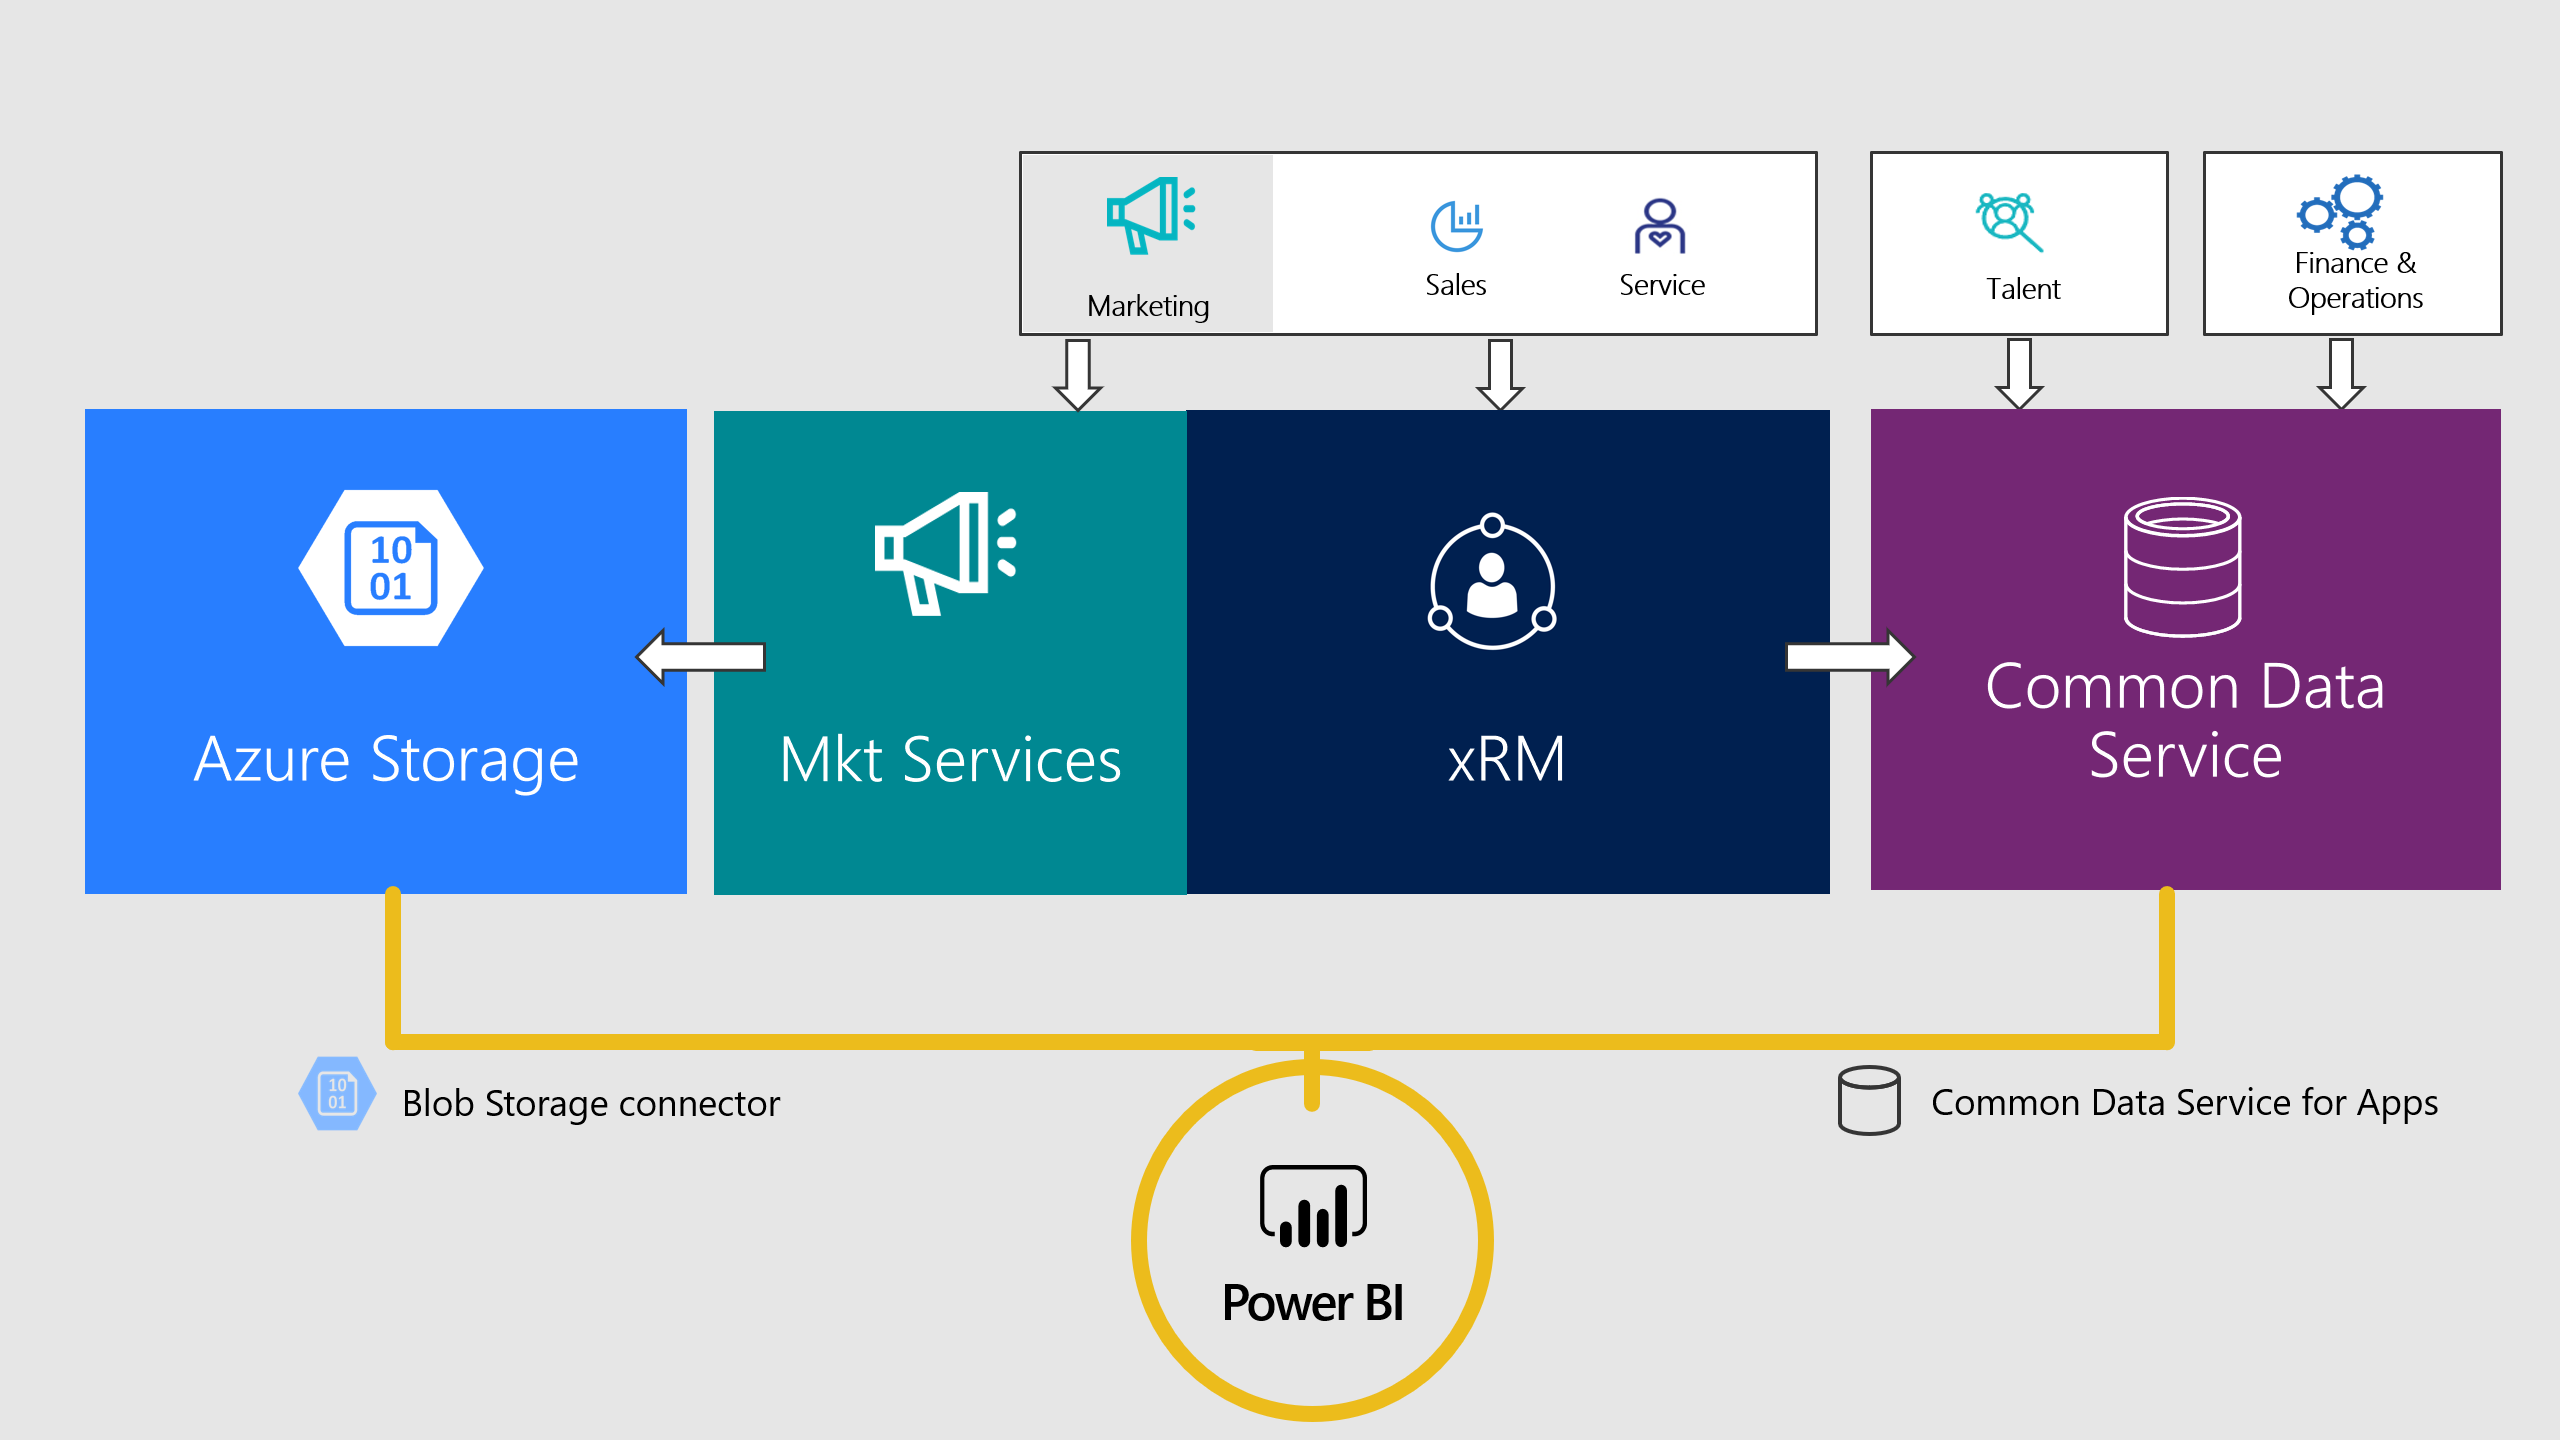 Marketing
Sales
Service
Talent
Finance &
Operations
10
01
Azure Storage
Mkt Services
xRM
Common Data
Service
10
01
Blob Storage connector
Common Data Service for Apps
Power BI